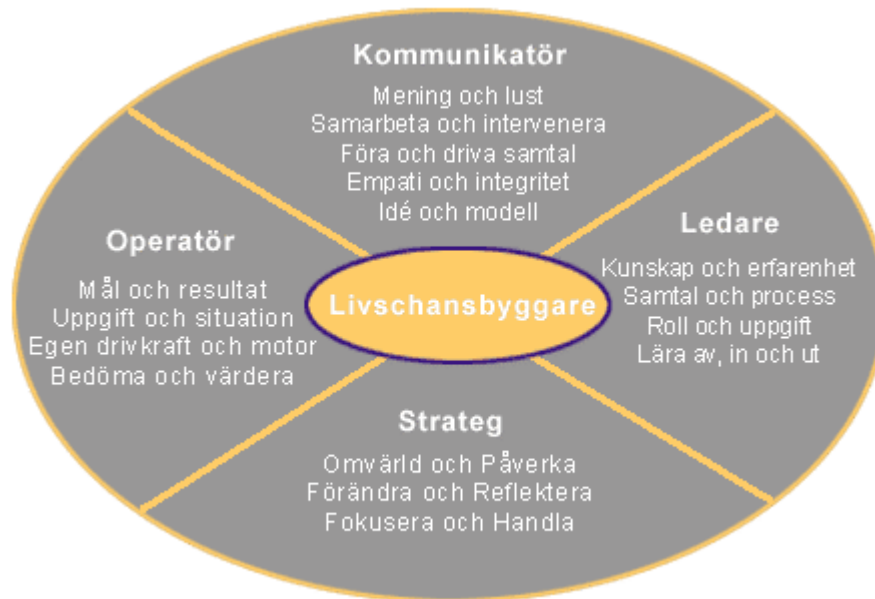 Kommunikatör
Mening och lust
Samarbeta och intervenera
Föra och driva samtal
Empati och integritet
Idé och modell
Operatör
Mål och resultat
Uppgift och situation
Egen drivkraft och motor
Bedöma och värdera
Livschansbyggare
Ledare
Kunskap och erfarenhet
Samtal och process
Roll och uppgift
Lära av, in och ut
Strateg
Omvärld och Påverka
Förändra och Reflektera
Fokusera och Handla